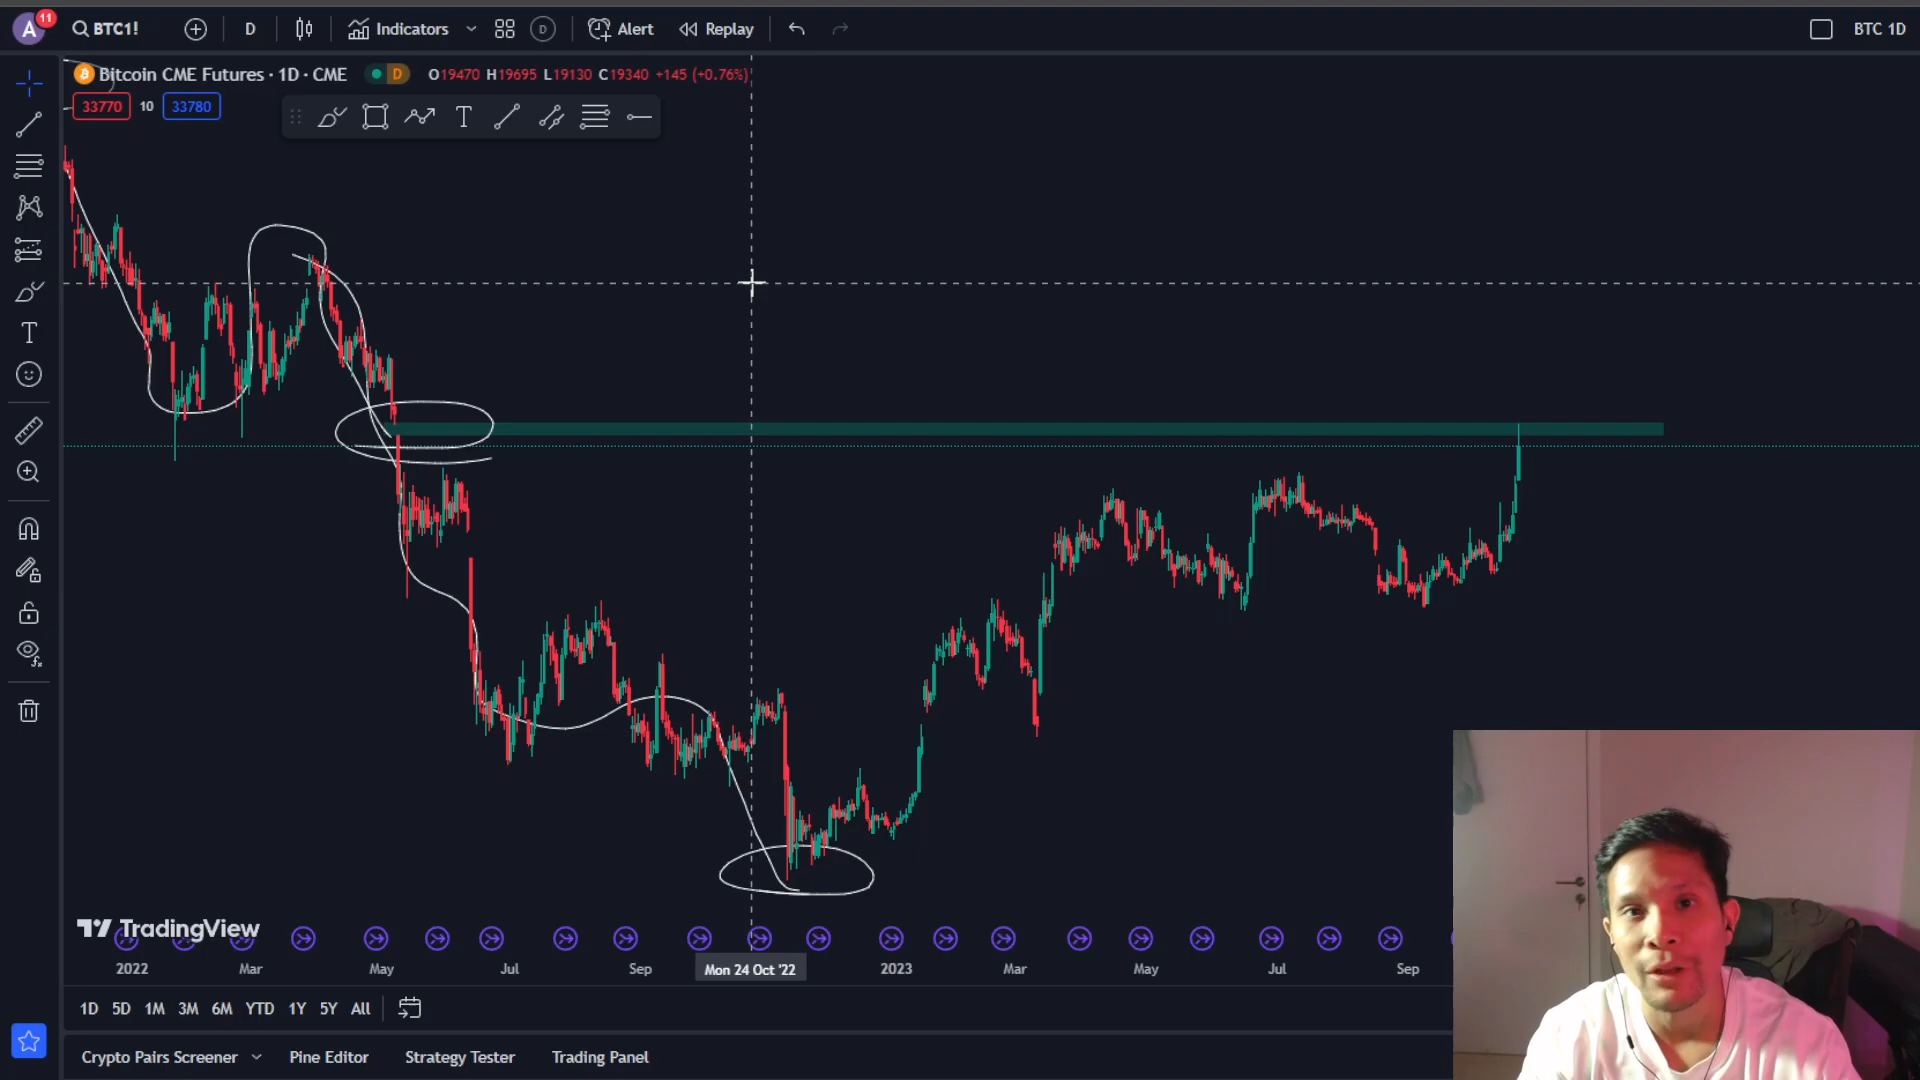 A 11 BTC1! D Indicators D Alert Replay BTC 1D
Bitcoin CME Futures · 1D · CME D O19470 H19695 L19130 C19340 +145 (+0.76%)
33770 10 33780
T
T
TradingView
2022 Mar May Jul Sep Mon 24 Oct '22 2023 Mar May Jul Sep
1D 5D 1M 3M 6M YTD 1Y 5Y All
Crypto Pairs Screener Pine Editor Strategy Tester Trading Panel